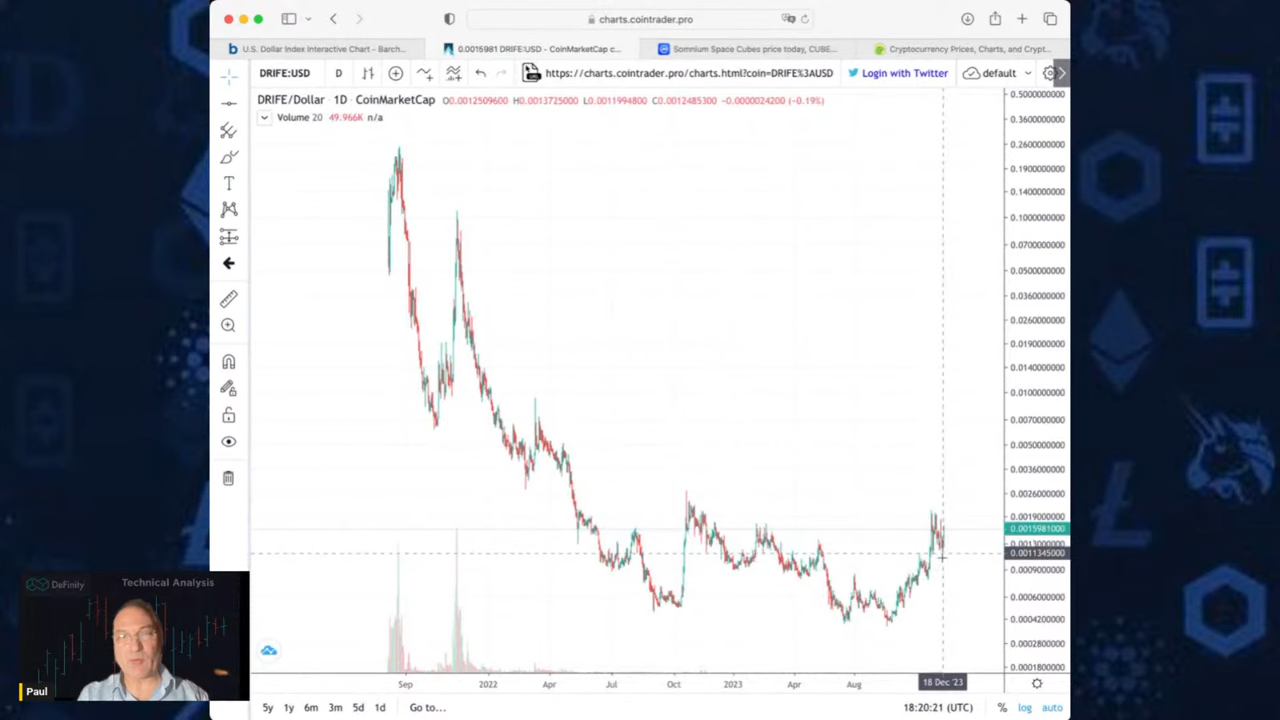 charts.cointrader.pro
U.S. Dollar Index Interactive Chart - Barch...
0.0015981 DRIFE:USD - CoinMarketCap c...
Somnium Space Cubes price today, CUBE...
Cryptocurrency Prices, Charts, and Crypt...
DRIFE:USD
D
https://charts.cointrader.pro/charts.html?coin=DRIFE%3AUSD
Login with Twitter
default
DRIFE/Dollar · 1D · CoinMarketCap O0.0012509600 H0.0013725000 L0.0011994800 C0.0012485300 -0.0000024200 (-0.19%)
Volume 20 49.966K n/a
0.5000000000
0.3600000000
0.2600000000
0.1900000000
0.1400000000
0.1000000000
0.0700000000
0.0500000000
0.0360000000
0.0260000000
0.0190000000
0.0140000000
0.0100000000
0.0070000000
0.0050000000
0.0036000000
0.0026000000
0.0019000000
0.0015981000
0.0011345000
0.0009000000
0.0006000000
0.0004200000
0.0002800000
0.0001800000
Sep
2022
Apr
Jul
Oct
2023
Apr
Aug
18 Dec '23
5y 1y 6m 3m 5d 1d Go to...
18:20:21 (UTC)
% log auto
DeFinity
Technical Analysis
Paul